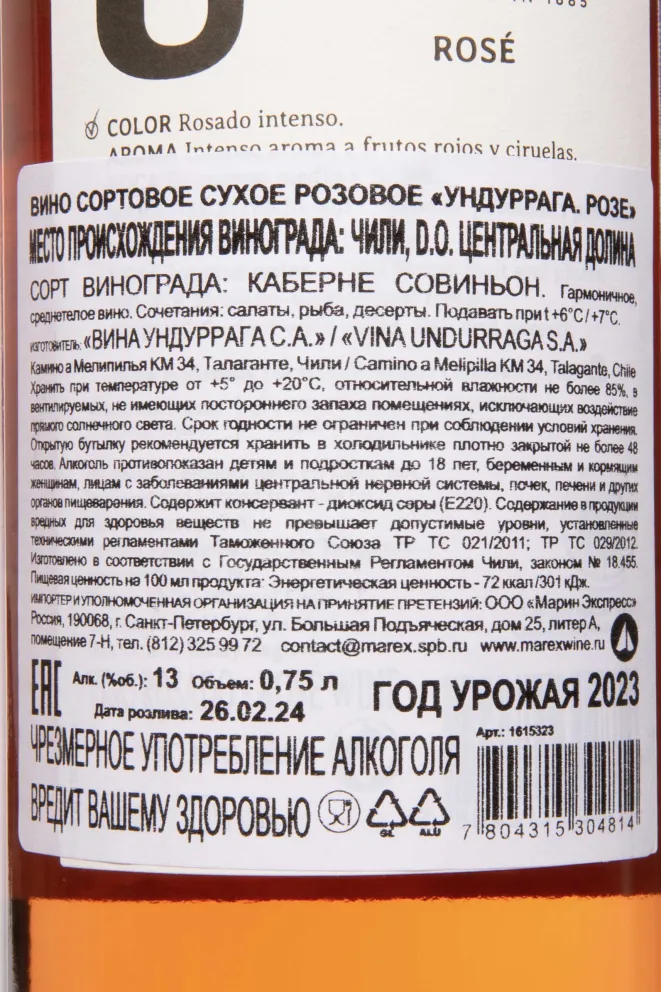 1885
ROSÉ
COLOR Rosado intenso.
AROMA Intenso aroma a frutos rojos y ciruelas.
ВИНО СОРТОВОЕ СУХОЕ РОЗОВОЕ «УНДУРРАГА. РОЗЕ»
МЕСТО ПРОИСХОЖДЕНИЯ ВИНОГРАДА: ЧИЛИ, D.O. ЦЕНТРАЛЬНАЯ ДОЛИНА
СОРТ ВИНОГРАДА: КАБЕРНЕ СОВИНЬОН. Гармоничное,
среднетелое вино. Сочетания: салаты, рыба, десерты. Подавать при t +6°C/+7°C.
ИЗГОТОВИТЕЛЬ: «ВИНА УНДУРРАГА С.А.» / «VINA UNDURRAGA S.A.»
Камино а Мелипилья КМ 34, Талаганте, Чили / Camino a Melipilla KM 34, Talagante, Chile
Хранить при температуре от +5° до +20°C, относительной влажности не более 85%, в
вентилируемых, не имеющих постороннего запаха помещениях, исключающих воздействие
прямого солнечного света. Срок годности не ограничен при соблюдении условий хранения.
Открытую бутылку рекомендуется хранить в холодильнике плотно закрытой не более 48
часов. Алкоголь противопоказан детям и подросткам до 18 лет, беременным и кормящим
женщинам, лицам с заболеваниями центральной нервной системы, почек, печени и других
органов пищеварения. Содержит консервант - диоксид серы (Е220). Содержание в продукции
вредных для здоровья веществ не превышает допустимые уровни, установленные
техническими регламентами Таможенного Союза ТР ТС 021/2011; ТР ТС 029/2012.
Изготовлено в соответствии с Государственным Регламентом Чили, законом № 18.455.
Пищевая ценность на 100 мл продукта: Энергетическая ценность - 72 ккал /301 кДж.
ИМПОРТЕР И УПОЛНОМОЧЕННАЯ ОРГАНИЗАЦИЯ НА ПРИНЯТИЕ ПРЕТЕНЗИЙ: ООО «Марин Экспресс»
Россия, 190068, г. Санкт-Петербург, ул. Большая Подъяческая, дом 25, литер А,
помещение 7-Н, тел. (812) 325 99 72 contact@marex.spb.ru www.marexwine.ru
EAC Алк. (%об.): 13 Объем: 0,75 л
Дата розлива: 26.02.24
ГОД УРОЖАЯ 2023
Арт.: 1615323
ЧРЕЗМЕРНОЕ УПОТРЕБЛЕНИЕ АЛКОГОЛЯ
ВРЕДИТ ВАШЕМУ ЗДОРОВЬЮ
GL ALU
7 804315 304814